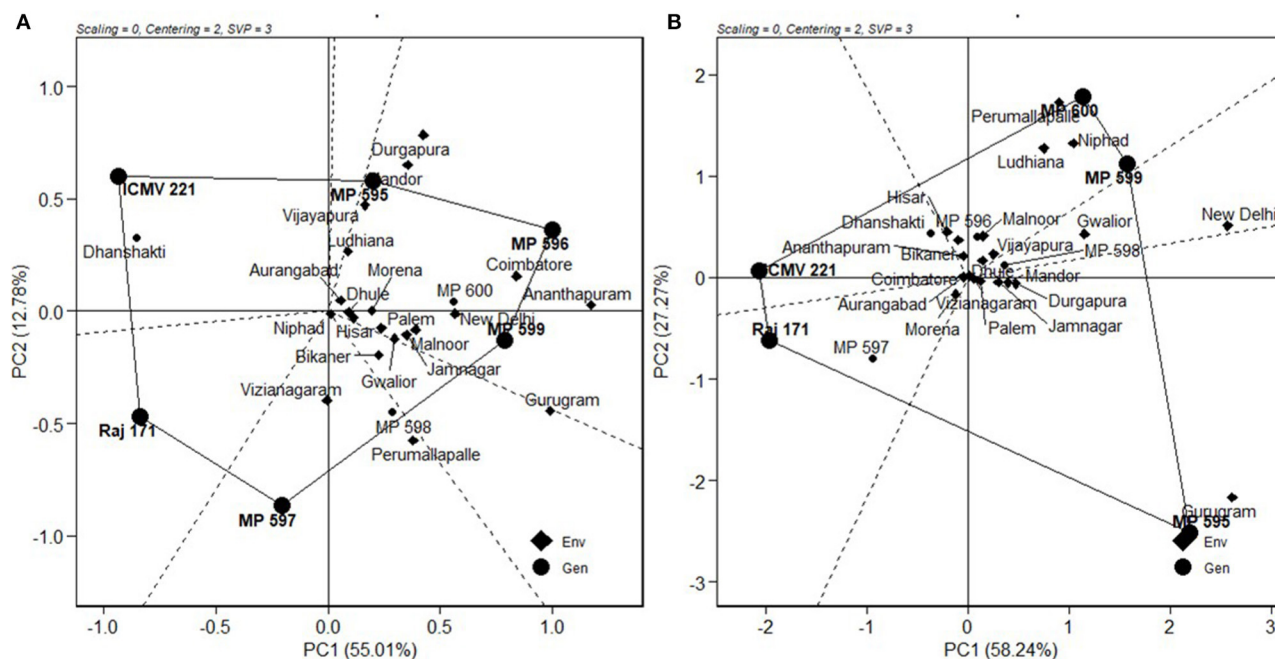 A
Scaling = 0, Centering = 2, SVP = 3
1.0
0.5
0.0
-0.5
-1.0
PC2 (12.78%)
Durgapura
Mandor
ICMV 221
MP 595
Vijayapura
MP 596
Dhanshakti
Ludhiana
Coimbatore
Aurangabad
Morena
MP 600
Ananthapuram
Dhule
New Delhi
Niphad
Hisar
Palem
MP 599
Bikaner
Malnoor
Gwalior
Jamnagar
Vizianagaram
Gurugram
Raj 171
MP 598
Perumallapalle
MP 597
Env
Gen
-1.0 -0.5 0.0 0.5 1.0
PC1 (55.01%)
B
Scaling = 0, Centering = 2, SVP = 3
2
1
0
-1
-2
-3
PC2 (27.27%)
MP 600
Perumallapalle
Niphad
Ludhiana
MP 599
Hisar
New Delhi
Dhanshakti
MP 596
Malnoor
Gwalior
Ananthapuram
Vijayapura
Bikaner
MP 598
ICMV 221
Coimbatore
Dhule
Mandor
Aurangabad
Vizianagaram
Durgapura
Raj 171
Morena
Palem
Jamnagar
MP 597
Gurugram
MP 595
Env
Gen
-2 -1 0 1 2 3
PC1 (58.24%)